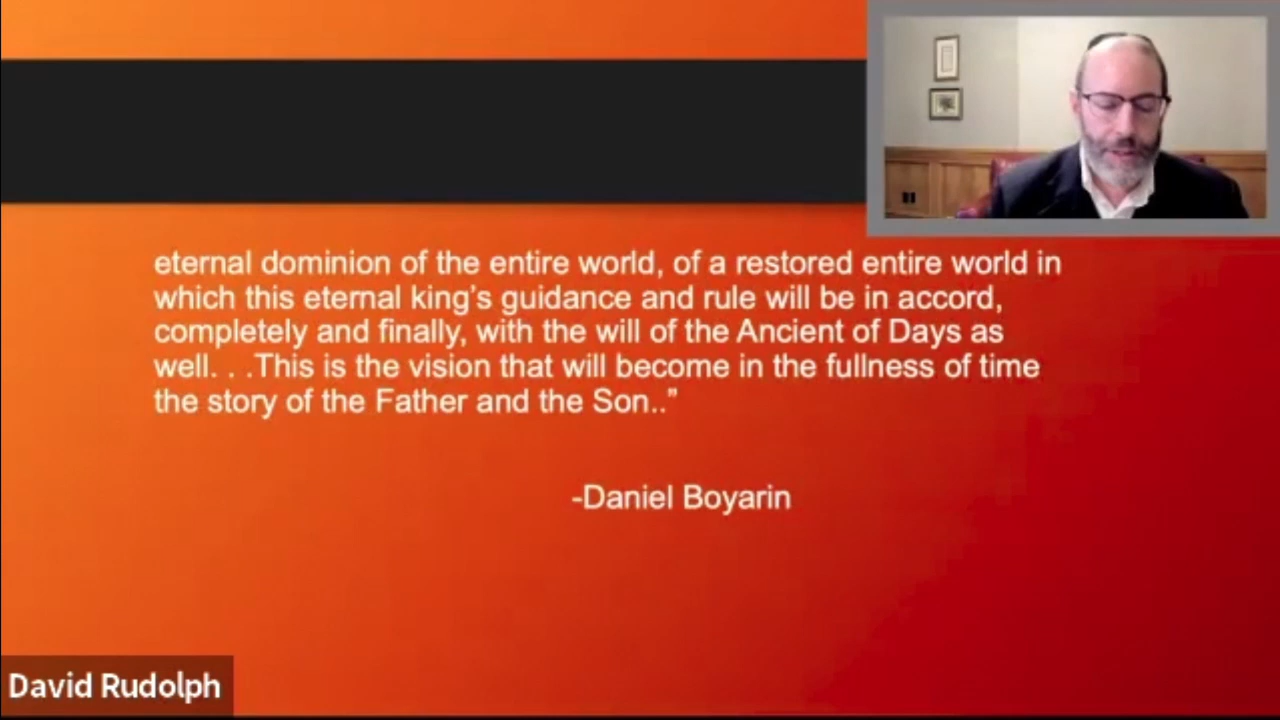 eternal dominion of the entire world, of a restored entire world in
which this eternal king's guidance and rule will be in accord,
completely and finally, with the will of the Ancient of Days as
well. . .This is the vision that will become in the fullness of time
the story of the Father and the Son..”
-Daniel Boyarin
David Rudolph